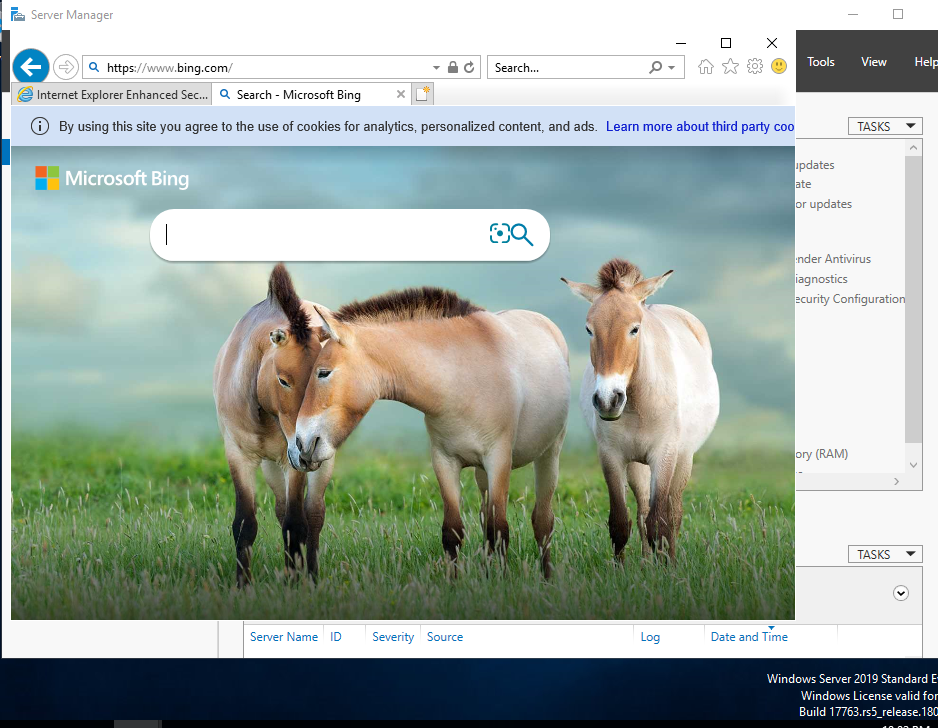 Server Manager
https://www.bing.com/
Search...
Tools View Help
Internet Explorer Enhanced Sec...
Search - Microsoft Bing
By using this site you agree to the use of cookies for analytics, personalized content, and ads. Learn more about third party coo
TASKS
Microsoft Bing
updates
ate
or updates
nder Antivirus
iagnostics
ecurity Configuration
ory (RAM)
TASKS
Server Name ID Severity Source Log Date and Time
Windows Server 2019 Standard E
Windows License valid for
Build 17763.rs5_release.180